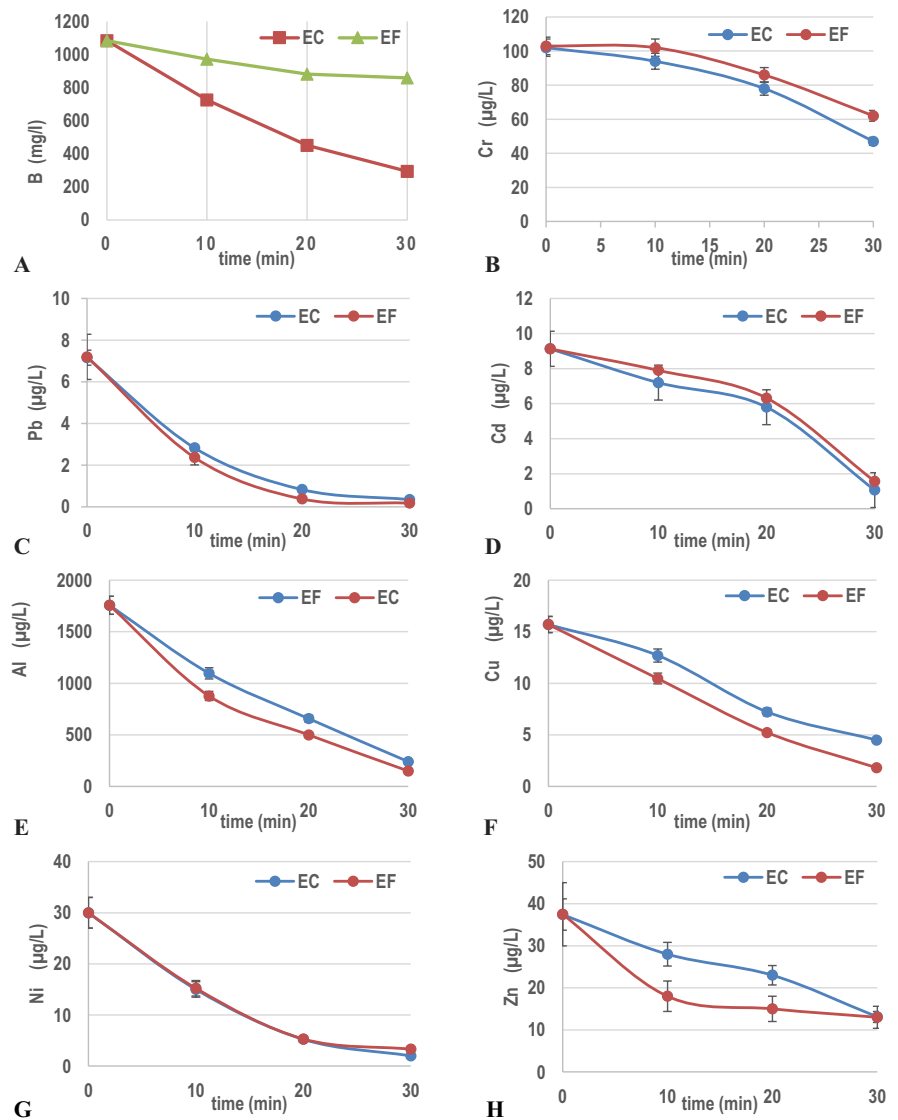 1200
1000
800
600
400
200
0
B (mg/l)
EC EF
0 10 20 30
time (min)
A
120
100
80
60
40
20
0
Cr (µg/L)
EC EF
0 5 10 15 20 25 30
time (min)
B
10
8
6
4
2
0
Pb (µg/L)
EC EF
0 10 20 30
time (min)
C
12
10
8
6
4
2
0
Cd (µg/L)
EC EF
0 10 20 30
time (min)
D
2000
1500
1000
500
0
Al (µg/L)
EF EC
0 10 20 30
time (min)
E
20
15
10
5
0
Cu (µg/L)
EC EF
0 10 20 30
time (min)
F
40
30
20
10
0
Ni (µg/L)
EC EF
0 10 20 30
time (min)
G
50
40
30
20
10
0
Zn (µg/L)
EC EF
0 10 20 30
time (min)
H